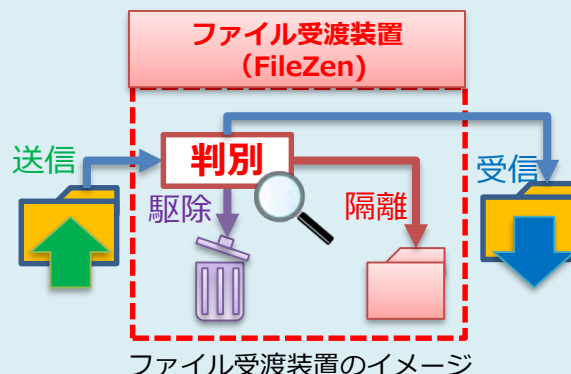 ファイル受渡装置
（FileZen）
送信
判別
受信
駆除
隔離
ファイル受渡装置のイメージ